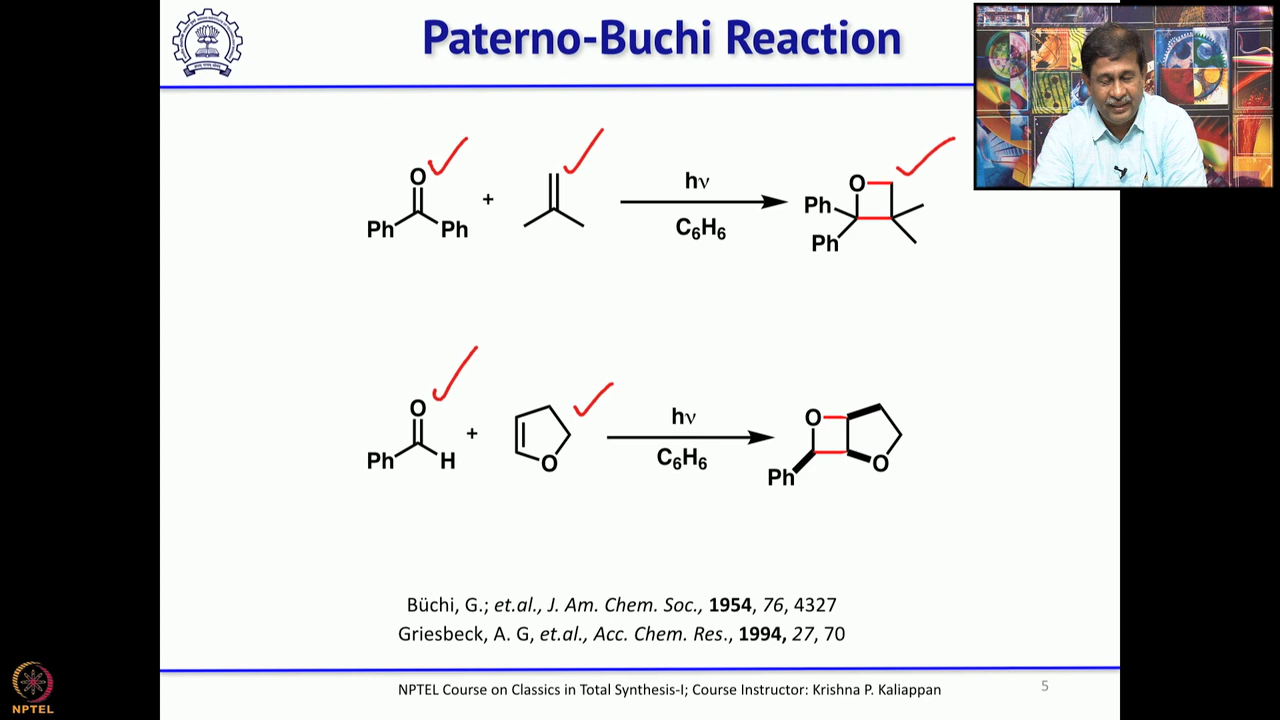 Paterno-Buchi Reaction
O
Ph Ph
+
hν
C6H6
O
Ph
Ph
O
Ph H
+
O
hν
C6H6
O
Ph
O
Büchi, G.; et.al., J. Am. Chem. Soc., 1954, 76, 4327
Griesbeck, A. G, et.al., Acc. Chem. Res., 1994, 27, 70
NPTEL Course on Classics in Total Synthesis-I; Course Instructor: Krishna P. Kaliappan
5
NPTEL